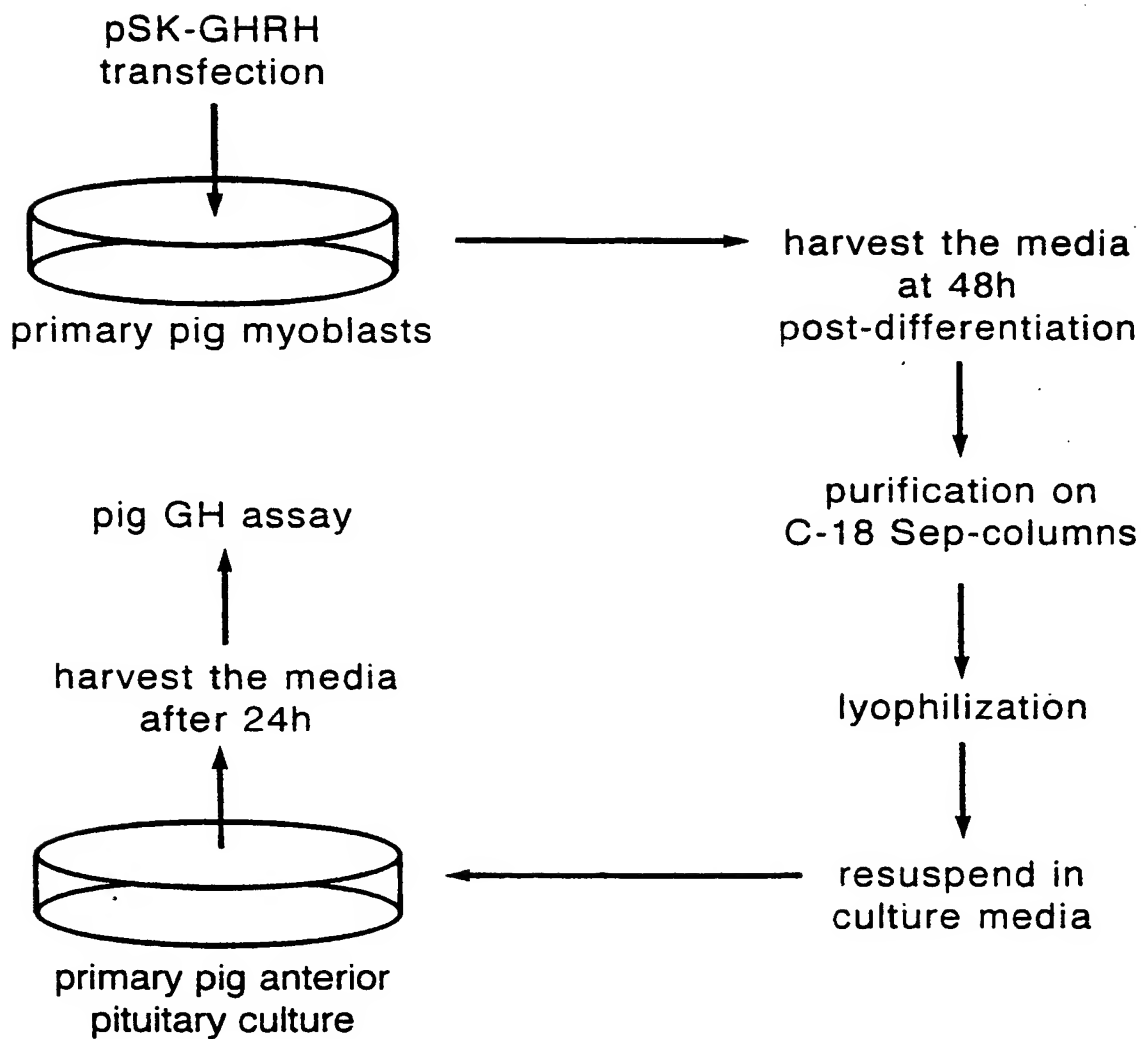 pSK-GHRH
transfection
primary pig myoblasts
harvest the media
at 48h
post-differentiation
purification on
C-18 Sep-columns
lyophilization
resuspend in
culture media
primary pig anterior
pituitary culture
harvest the media
after 24h
pig GH assay